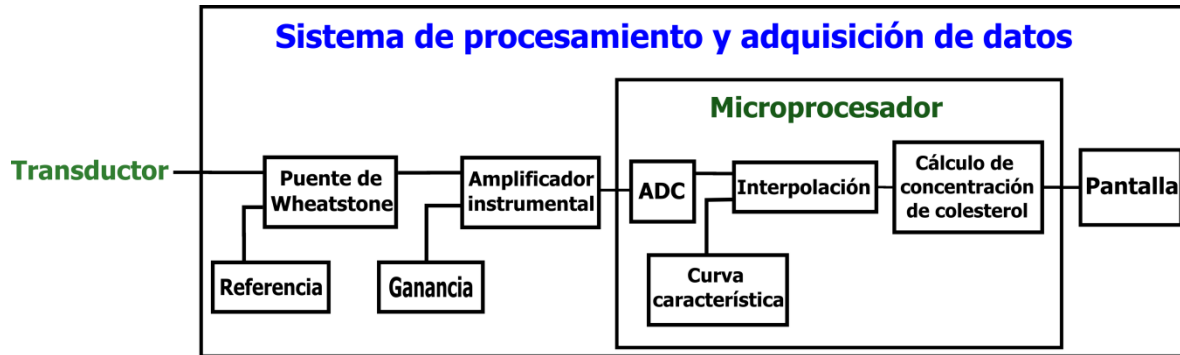 Sistema de procesamiento y adquisición de datos
Microprocesador
Transductor
Puente de
Wheatstone
Amplificador
instrumental
ADC
Interpolación
Cálculo de
concentración
de colesterol
Pantalla
Referencia
Ganancia
Curva
característica